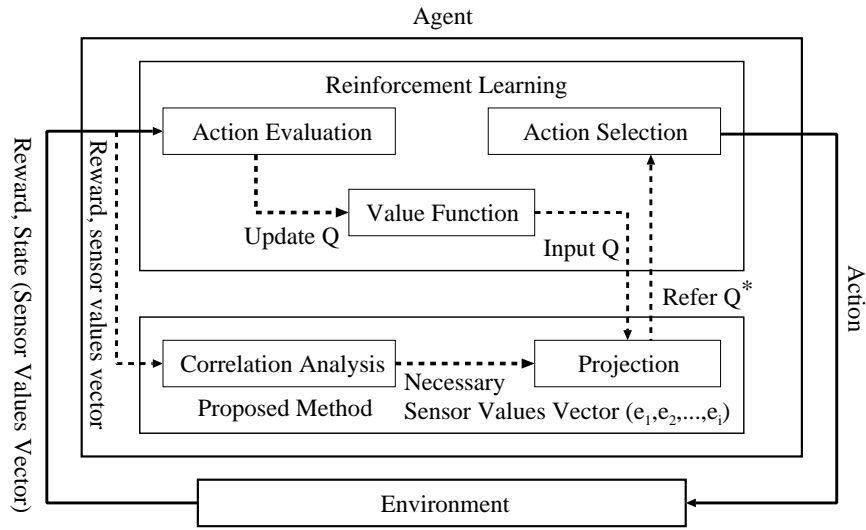 Agent
Reinforcement Learning
Action Evaluation
Action Selection
Value Function
Update Q
Input Q
Refer Q*
Correlation Analysis
Projection
Necessary
Sensor Values Vector (e1,e2,...,ei)
Proposed Method
Environment
Reward, State (Sensor Values Vector)
Reward, sensor values vector
Action